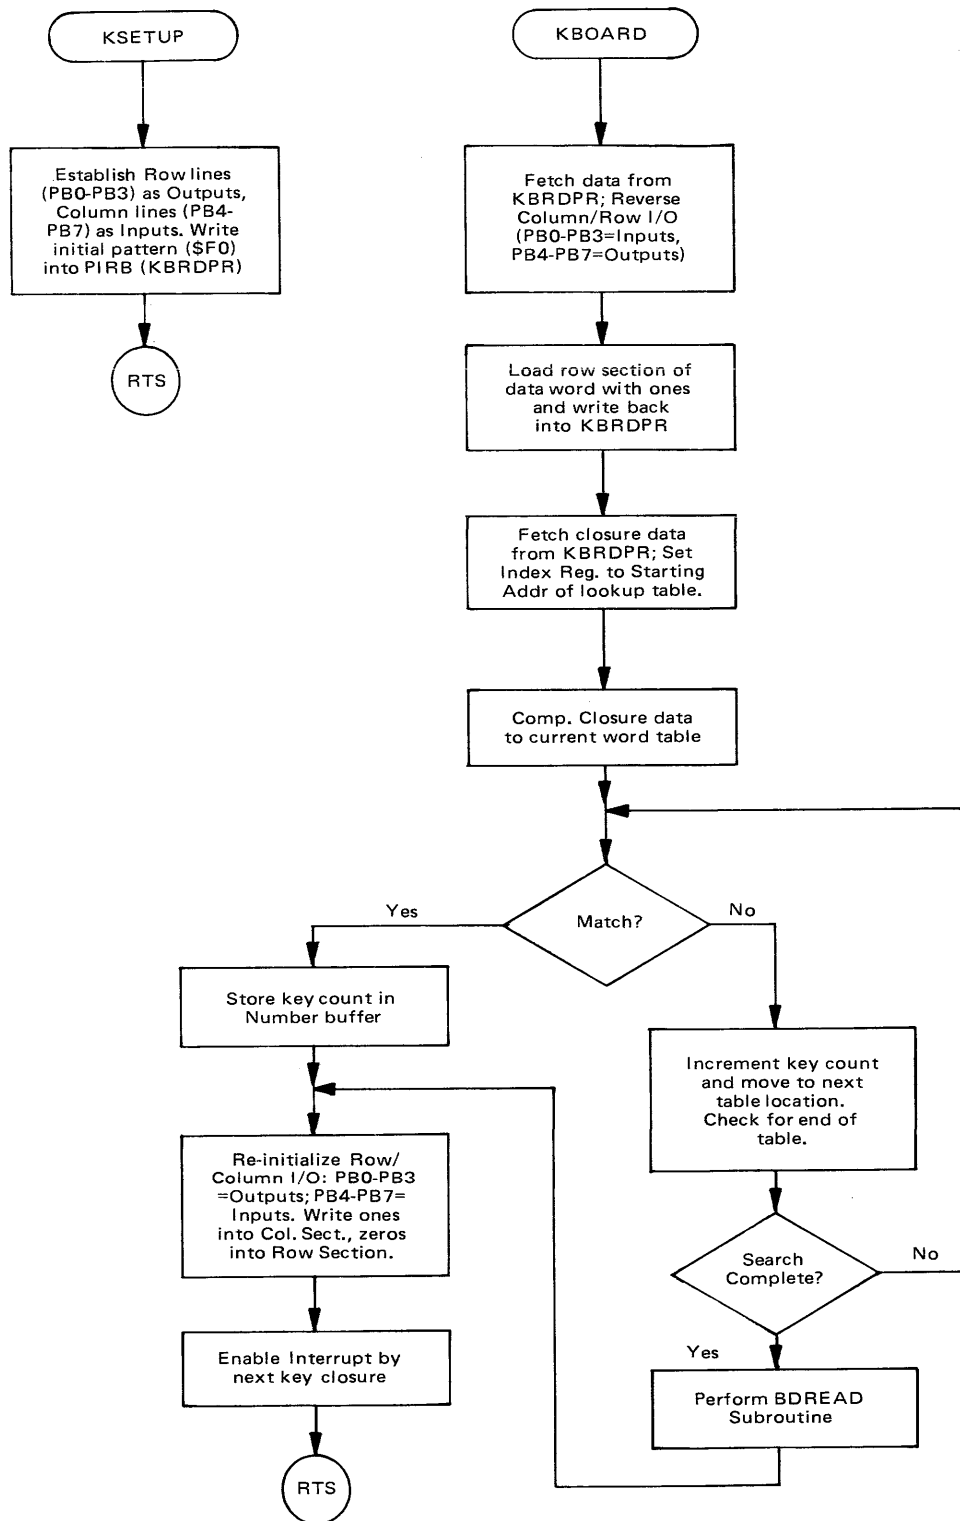 KSETUP
Establish Row lines
(PB0-PB3) as Outputs,
Column lines (PB4-
PB7) as Inputs. Write
initial pattern ($F0)
into PIRB (KBRDPR)
RTS
KBOARD
Fetch data from
KBRDPR; Reverse
Column/Row I/O
(PB0-PB3=Inputs,
PB4-PB7=Outputs)
Load row section of
data word with ones
and write back
into KBRDPR
Fetch closure data
from KBRDPR; Set
Index Reg. to Starting
Addr of lookup table.
Comp. Closure data
to current word table
Match?
Yes
No
Store key count in
Number buffer
Increment key count
and move to next
table location.
Check for end of
table.
Re-initialize Row/
Column I/O: PB0-PB3
=Outputs; PB4-PB7=
Inputs. Write ones
into Col. Sect., zeros
into Row Section.
Search
Complete?
No
Yes
Enable Interrupt by
next key closure
Perform BDREAD
Subroutine
RTS